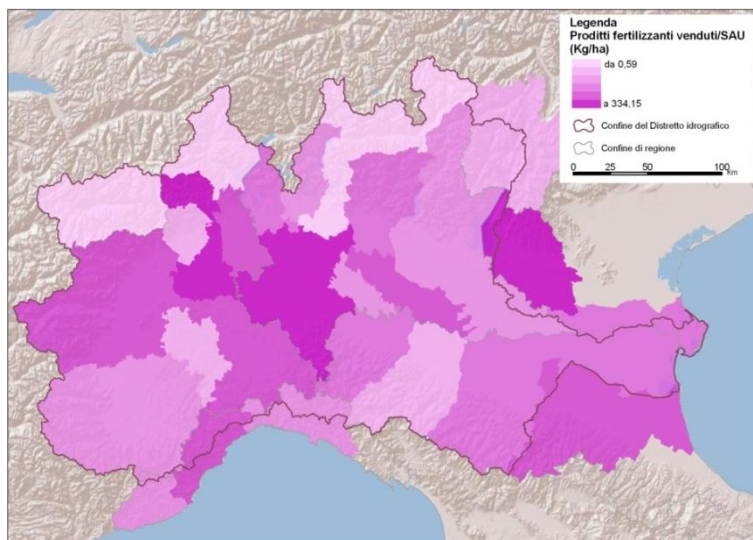 Legenda
Proditti fertilizzanti venduti/SAU
(Kg/ha)
da 0,59
a 334,15
Confine del Distretto idrografico
Confine di regione
0 25 50 100
Km